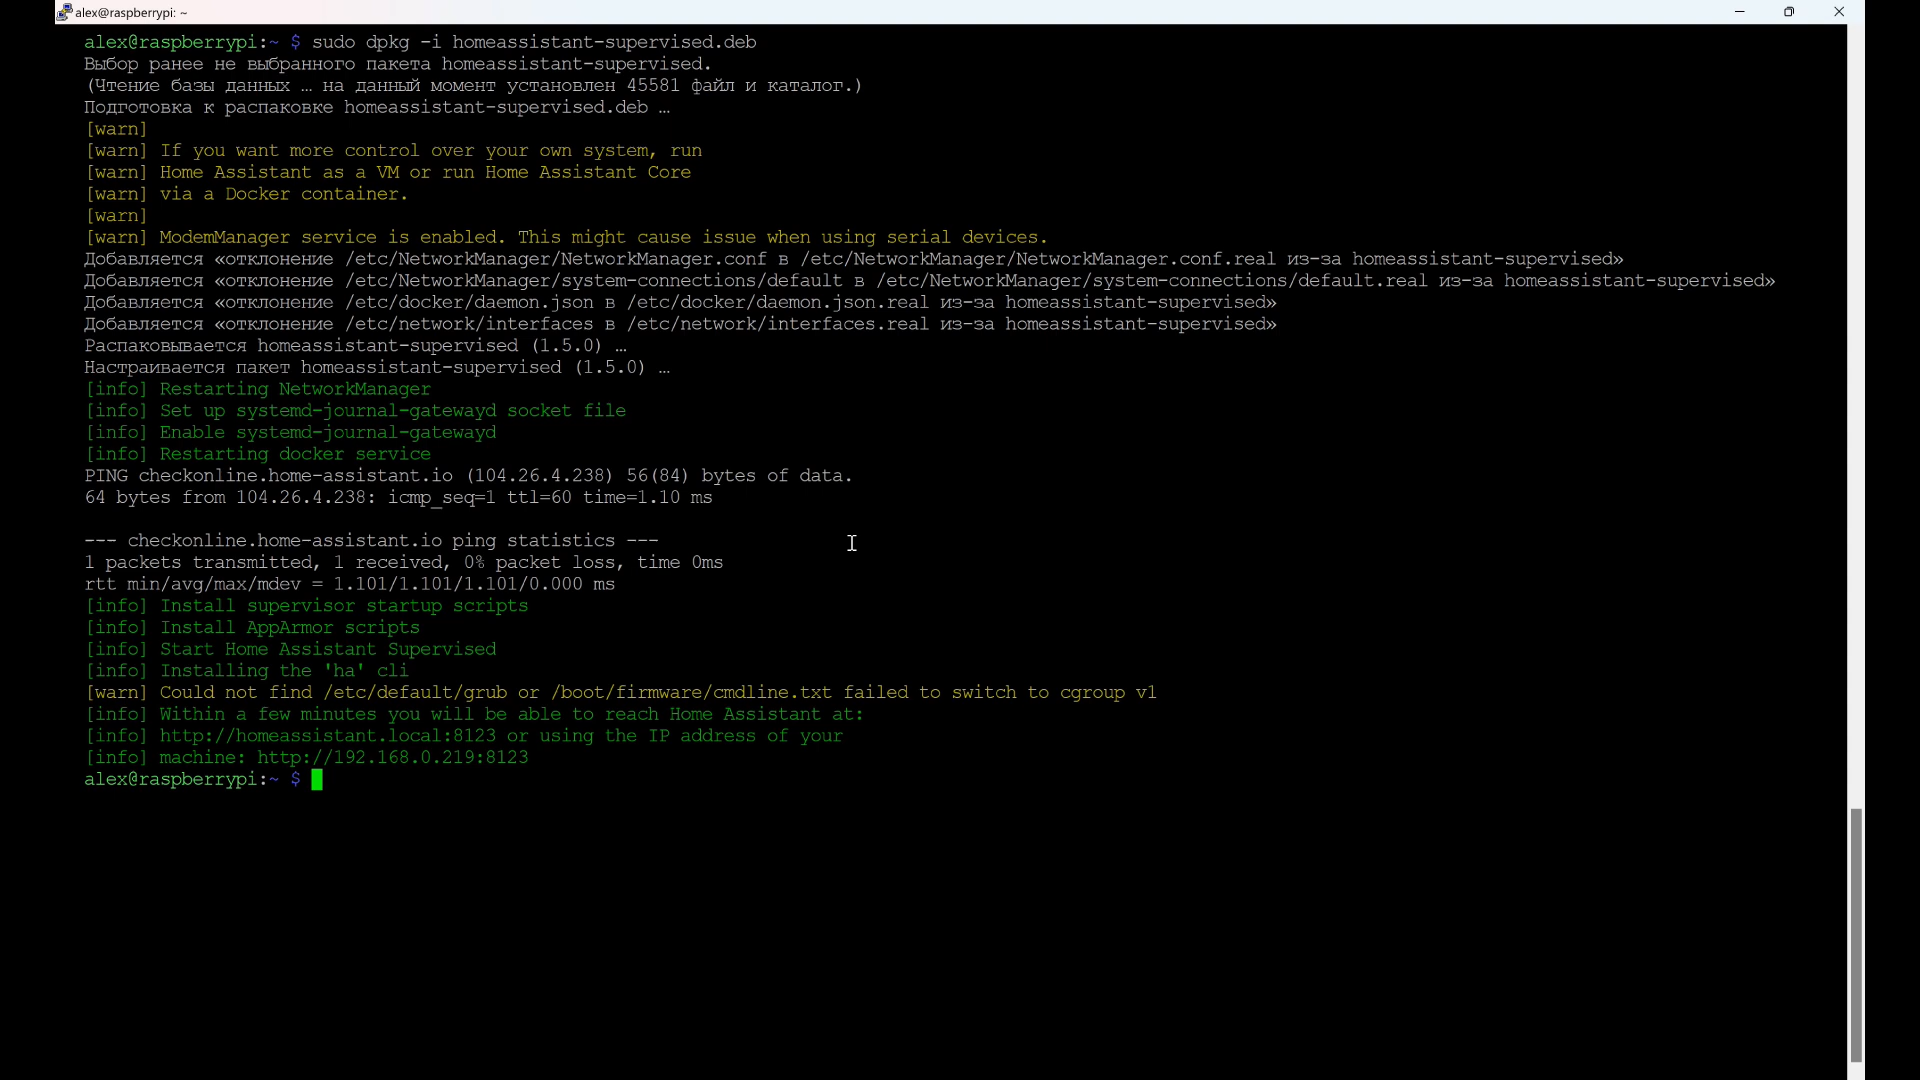 alex@raspberrypi: ~
alex@raspberrypi:~ $ sudo dpkg -i homeassistant-supervised.deb
Выбор ранее не выбранного пакета homeassistant-supervised.
(Чтение базы данных … на данный момент установлен 45581 файл и каталог.)
Подготовка к распаковке homeassistant-supervised.deb …
[warn]
[warn] If you want more control over your own system, run
[warn] Home Assistant as a VM or run Home Assistant Core
[warn] via a Docker container.
[warn]
[warn] ModemManager service is enabled. This might cause issue when using serial devices.
Добавляется «отклонение /etc/NetworkManager/NetworkManager.conf в /etc/NetworkManager/NetworkManager.conf.real из-за homeassistant-supervised»
Добавляется «отклонение /etc/NetworkManager/system-connections/default в /etc/NetworkManager/system-connections/default.real из-за homeassistant-supervised»
Добавляется «отклонение /etc/docker/daemon.json в /etc/docker/daemon.json.real из-за homeassistant-supervised»
Добавляется «отклонение /etc/network/interfaces в /etc/network/interfaces.real из-за homeassistant-supervised»
Распаковывается homeassistant-supervised (1.5.0) …
Настраивается пакет homeassistant-supervised (1.5.0) …
[info] Restarting NetworkManager
[info] Set up systemd-journal-gatewayd socket file
[info] Enable systemd-journal-gatewayd
[info] Restarting docker service
PING checkonline.home-assistant.io (104.26.4.238) 56(84) bytes of data.
64 bytes from 104.26.4.238: icmp_seq=1 ttl=60 time=1.10 ms
--- checkonline.home-assistant.io ping statistics ---
1 packets transmitted, 1 received, 0% packet loss, time 0ms
rtt min/avg/max/mdev = 1.101/1.101/1.101/0.000 ms
[info] Install supervisor startup scripts
[info] Install AppArmor scripts
[info] Start Home Assistant Supervised
[info] Installing the 'ha' cli
[warn] Could not find /etc/default/grub or /boot/firmware/cmdline.txt failed to switch to cgroup v1
[info] Within a few minutes you will be able to reach Home Assistant at:
[info] http://homeassistant.local:8123 or using the IP address of your
[info] machine: http://192.168.0.219:8123
alex@raspberrypi:~ $